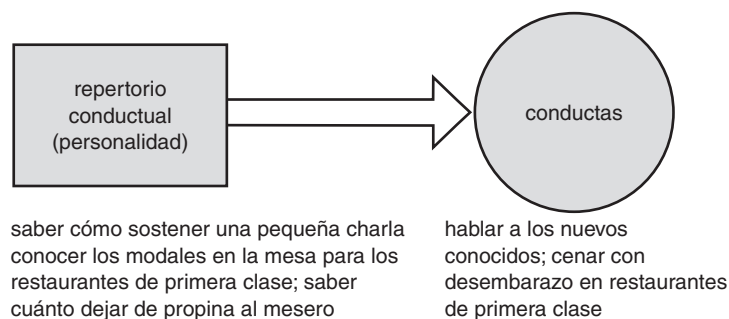 repertorio
conductual
(personalidad)
conductas
saber cómo sostener una pequeña charla
conocer los modales en la mesa para los
restaurantes de primera clase; saber
cuánto dejar de propina al mesero
hablar a los nuevos
conocidos; cenar con
desembarazo en restaurantes
de primera clase